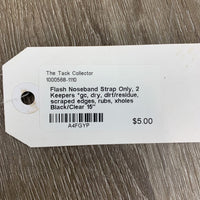 The Tack Collector
1000568-1110
Flash Noseband Strap Only, 2
Keepers *gc, dry, dirt/residue,
scraped edges, rubs, xholes
Black/Clear 15"
A4FGYP
$5.00